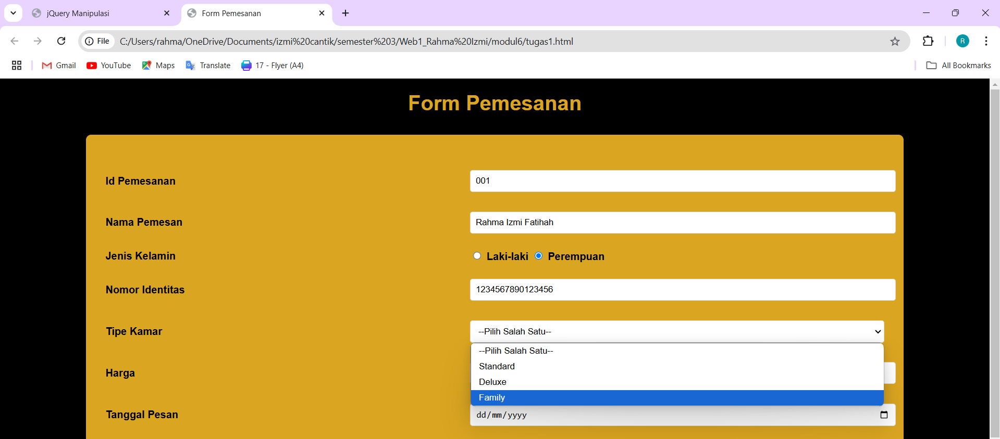 jQuery Manipulasi
Form Pemesanan
File
C:/Users/rahma/OneDrive/Documents/izmi%20cantik/semester%203/Web1_Rahma%20Izmi/modul6/tugas1.html
R
Gmail
YouTube
Maps
Translate
17 - Flyer (A4)
All Bookmarks
Form Pemesanan
Id Pemesanan
001
Nama Pemesan
Rahma Izmi Fatihah
Jenis Kelamin
Laki-laki
Perempuan
Nomor Identitas
1234567890123456
Tipe Kamar
--Pilih Salah Satu--
--Pilih Salah Satu--
Standard
Deluxe
Family
Harga
Tanggal Pesan
dd/mm/yyyy